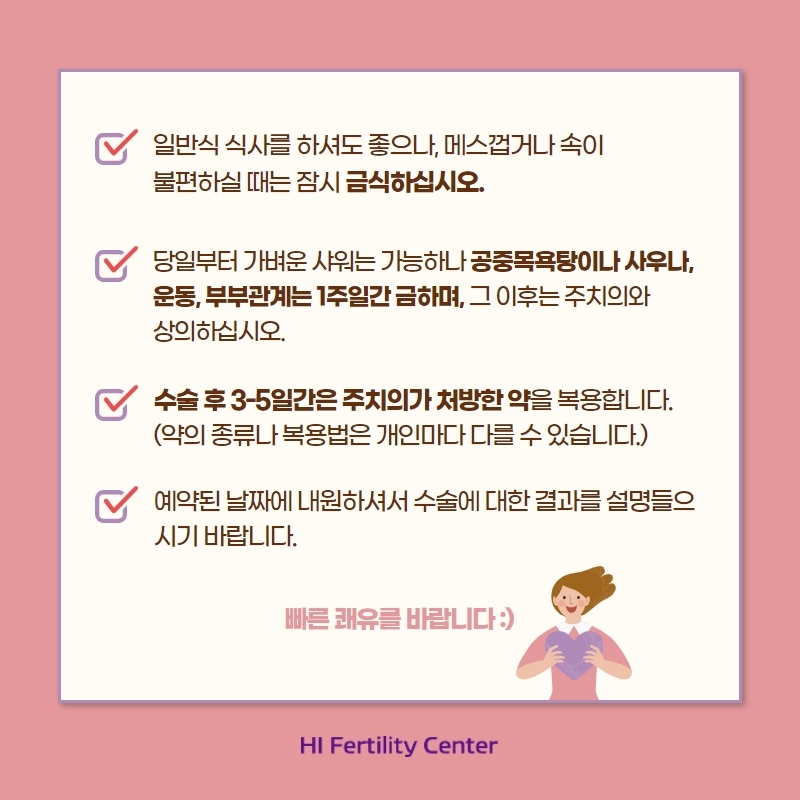 일반식 식사를 하셔도 좋으나, 메스껍거나 속이
불편하실 때는 잠시 금식하십시오.
당일부터 가벼운 샤워는 가능하나 공중목욕탕이나 사우나,
운동, 부부관계는 1주일간 금하며, 그 이후는 주치의와
상의하십시오.
수술 후 3-5일간은 주치의가 처방한 약을 복용합니다.
(약의 종류나 복용법은 개인마다 다를 수 있습니다.)
예약된 날짜에 내원하셔서 수술에 대한 결과를 설명들으
시기 바랍니다.
빠른 쾌유를 바랍니다 :)
HI Fertility Center